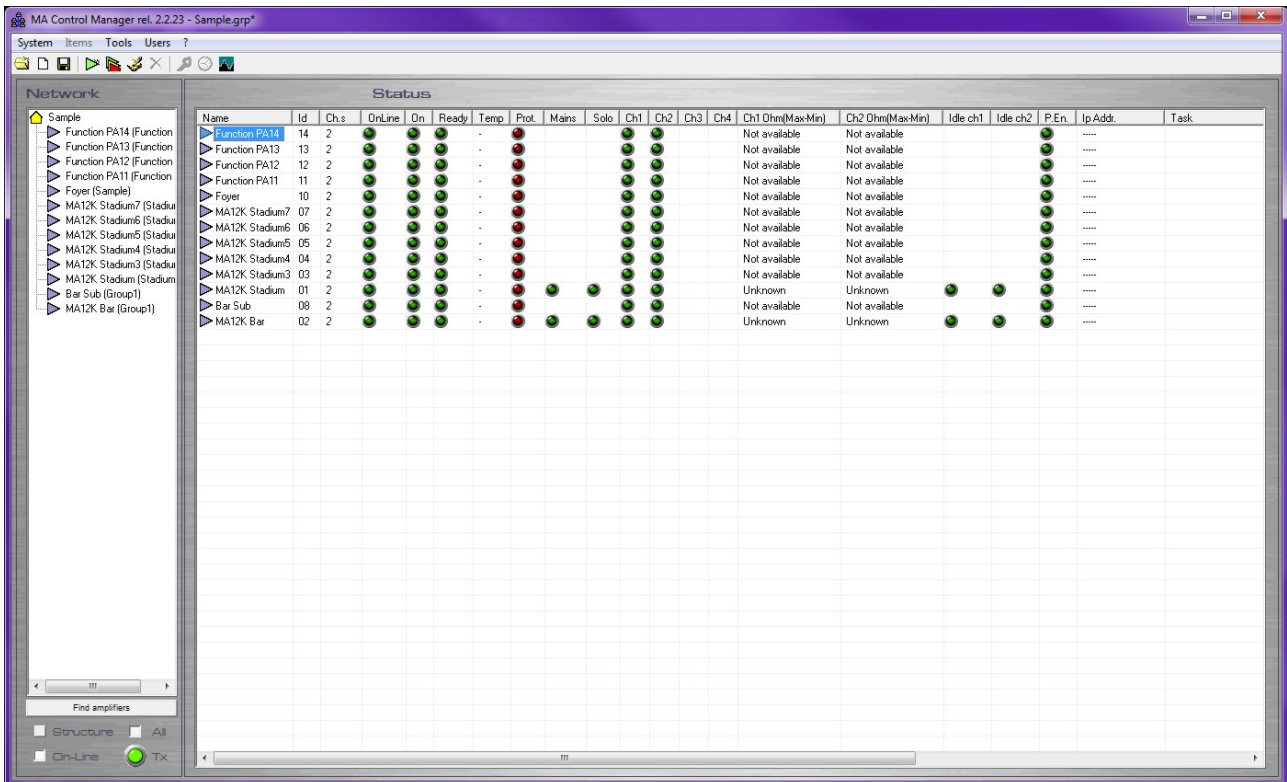 MA Control Manager rel. 2.2.23 - Sample.grp*
System Items Tools Users ?
Network
Status
Sample
Function PA14 (Function
Function PA13 (Function
Function PA12 (Function
Function PA11 (Function
Foyer (Sample)
MA12K Stadium7 (Stadiu
MA12K Stadium6 (Stadiu
MA12K Stadium5 (Stadiu
MA12K Stadium4 (Stadiu
MA12K Stadium3 (Stadiu
MA12K Stadium (Stadium
Bar Sub (Group1)
MA12K Bar (Group1)
Name Id Ch.s OnLine On Ready Temp Prot. Mains Solo Ch1 Ch2 Ch3 Ch4 Ch1 Ohm(Max-Min) Ch2 Ohm(Max-Min) Idle ch1 Idle ch2 P.En. Ip Addr. Task
Function PA14 14 2 - Not available Not available -----
Function PA13 13 2 - Not available Not available -----
Function PA12 12 2 - Not available Not available -----
Function PA11 11 2 - Not available Not available -----
Foyer 10 2 - Not available Not available -----
MA12K Stadium7 07 2 - Not available Not available -----
MA12K Stadium6 06 2 - Not available Not available -----
MA12K Stadium5 05 2 - Not available Not available -----
MA12K Stadium4 04 2 - Not available Not available -----
MA12K Stadium3 03 2 - Not available Not available -----
MA12K Stadium 01 2 - Unknown Unknown -----
Bar Sub 08 2 - Not available Not available -----
MA12K Bar 02 2 - Unknown Unknown -----
Find amplifiers
Structure All
On-Line Tx